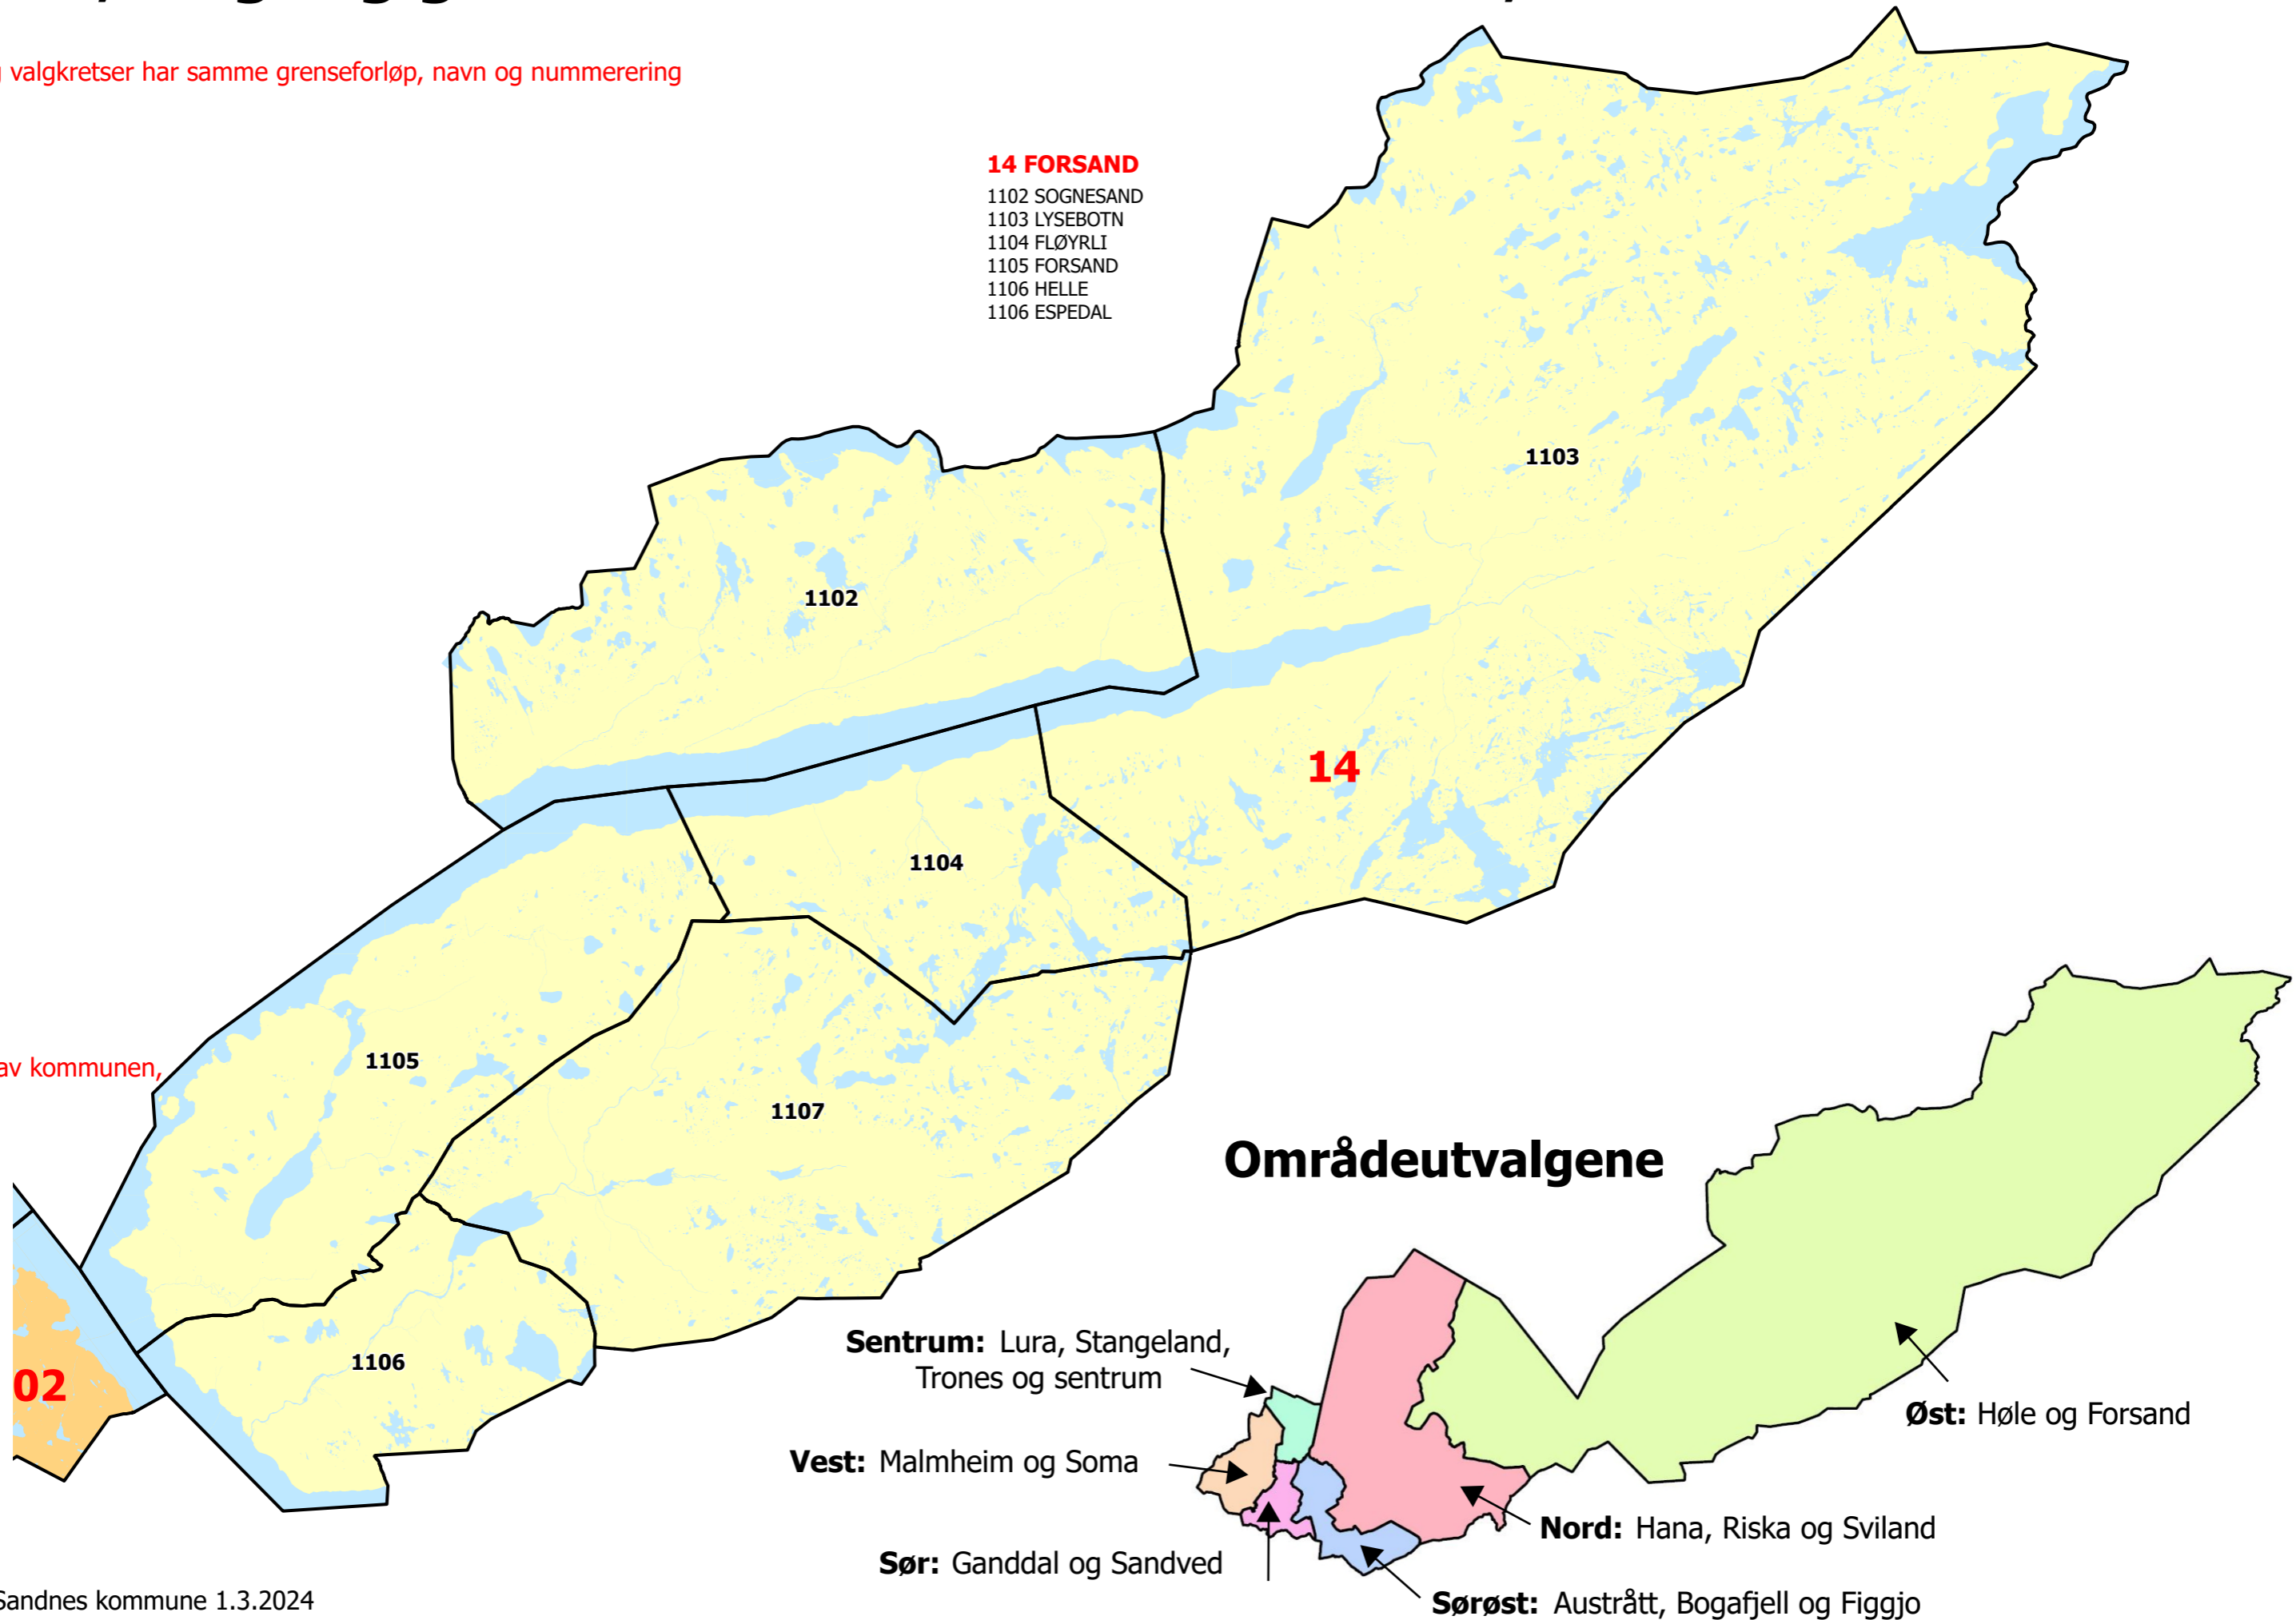 valgkretser har samme grenseforløp, navn og nummerering
14 FORSAND
1102 SOGNESAND
1103 LYSEBOTN
1104 FLØYRLI
1105 FORSAND
1106 HELLE
1106 ESPEDAL
1103
1102
14
1104
1105
av kommunen,
1107
Områdeutvalgene
1106
02
Sentrum: Lura, Stangeland,
Trones og sentrum
Øst: Høle og Forsand
Vest: Malmheim og Soma
Nord: Hana, Riska og Sviland
Sør: Ganddal og Sandved
Sandnes kommune 1.3.2024
Sørøst: Austrått, Bogafjell og Figgjo